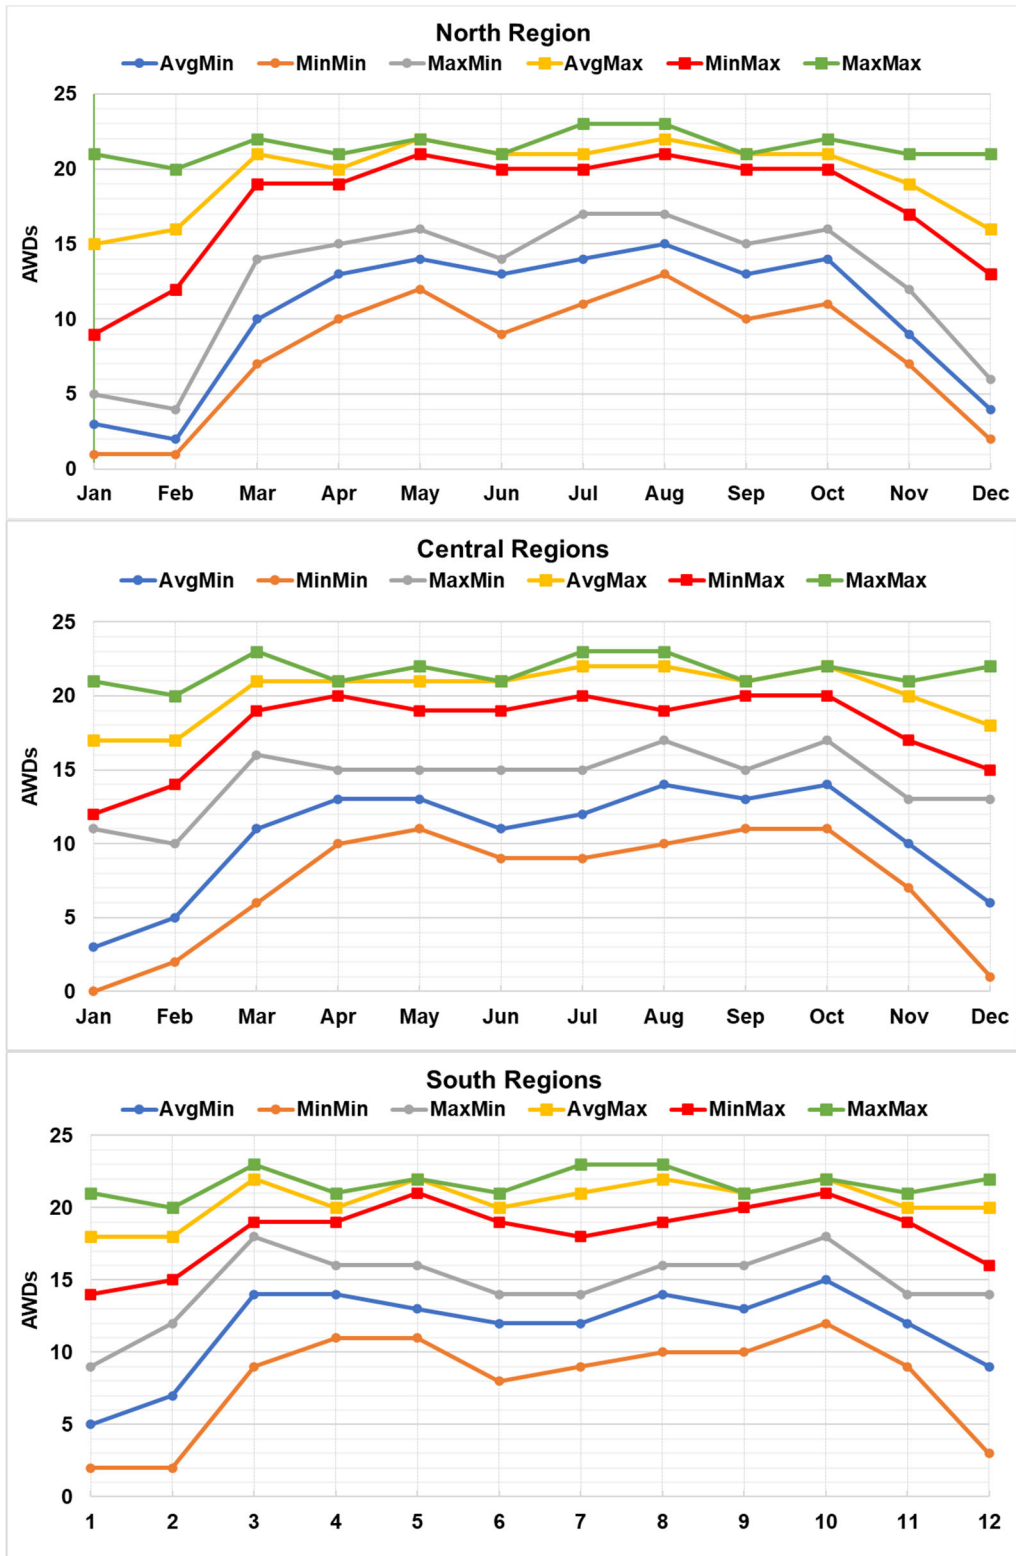 North Region
AvgMin MinMin MaxMin AvgMax MinMax MaxMax
25
20
15
10
5
0
AWDs
Jan Feb Mar Apr May Jun Jul Aug Sep Oct Nov Dec
Central Regions
AvgMin MinMin MaxMin AvgMax MinMax MaxMax
25
20
15
10
5
0
AWDs
Jan Feb Mar Apr May Jun Jul Aug Sep Oct Nov Dec
South Regions
AvgMin MinMin MaxMin AvgMax MinMax MaxMax
25
20
15
10
5
0
AWDs
1 2 3 4 5 6 7 8 9 10 11 12